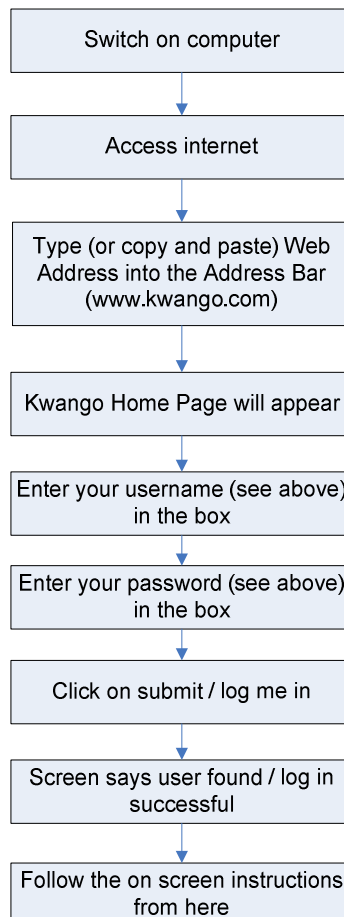 Switch on computer
Access internet
Type (or copy and paste) Web
Address into the Address Bar
(www.kwango.com)
Kwango Home Page will appear
Enter your username (see above)
in the box
Enter your password (see above)
in the box
Click on submit / log me in
Screen says user found / log in
successful
Follow the on screen instructions
from here